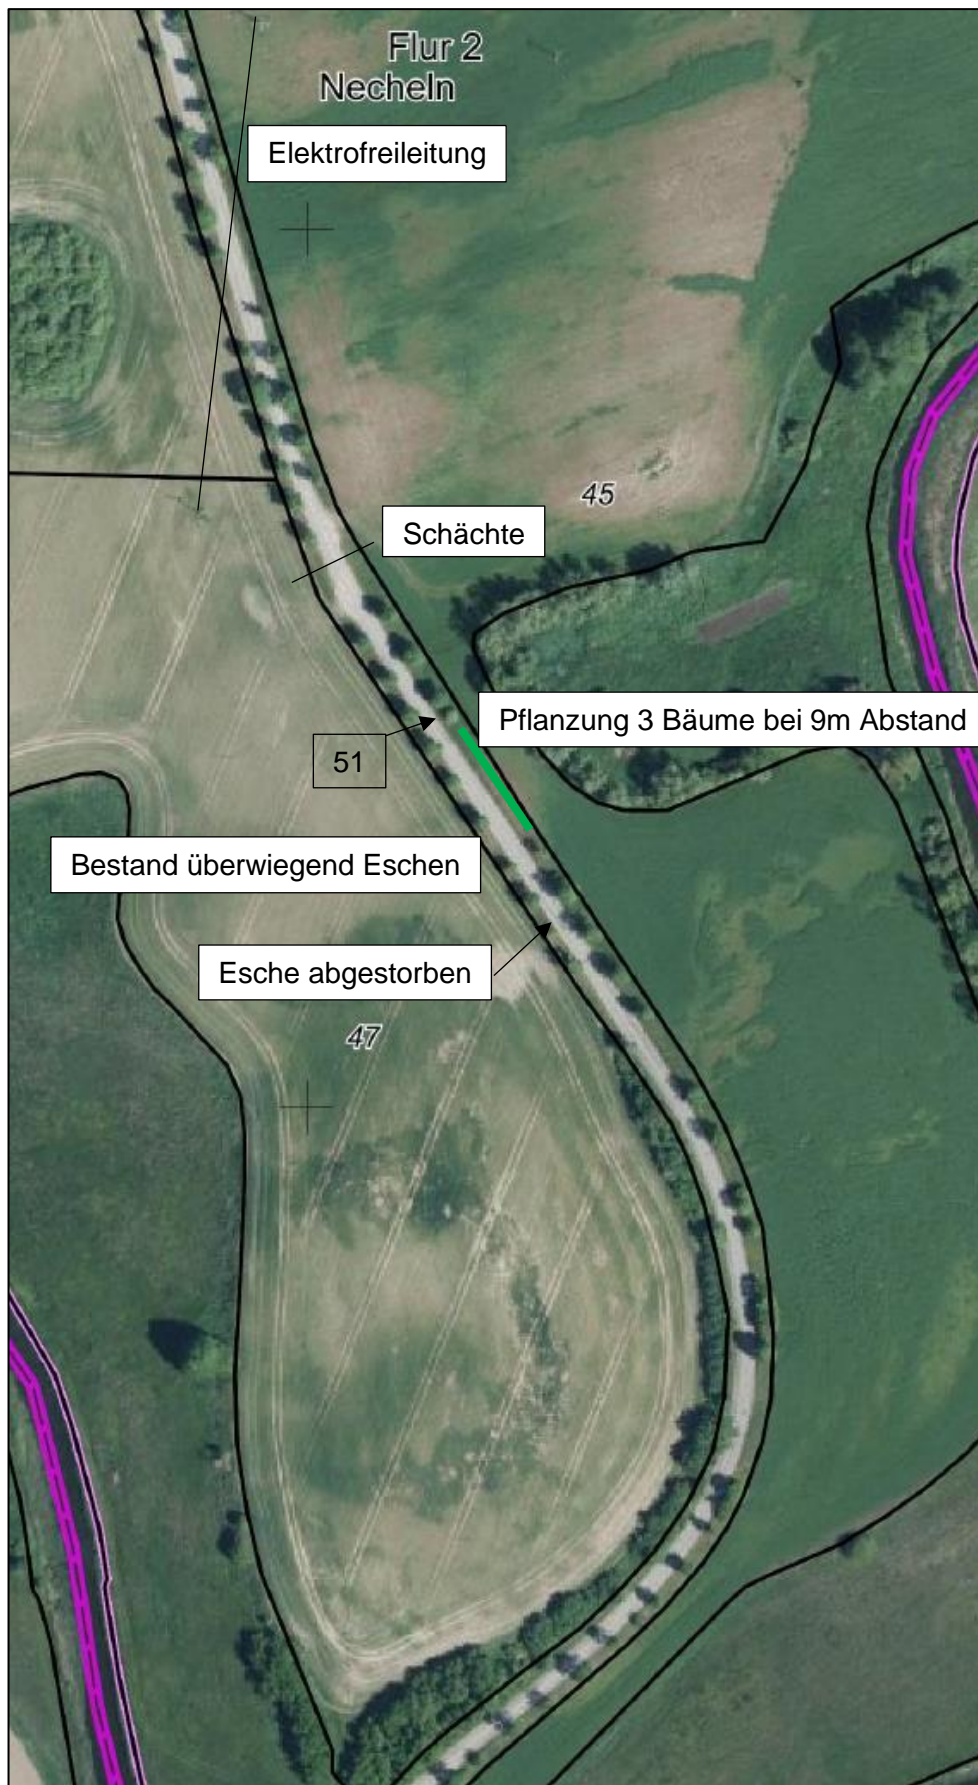 Flur 2
Necheln
Elektrofreileitung
45
Schächte
Pflanzung 3 Bäume bei 9m Abstand
51
Bestand überwiegend Eschen
Esche abgestorben
47